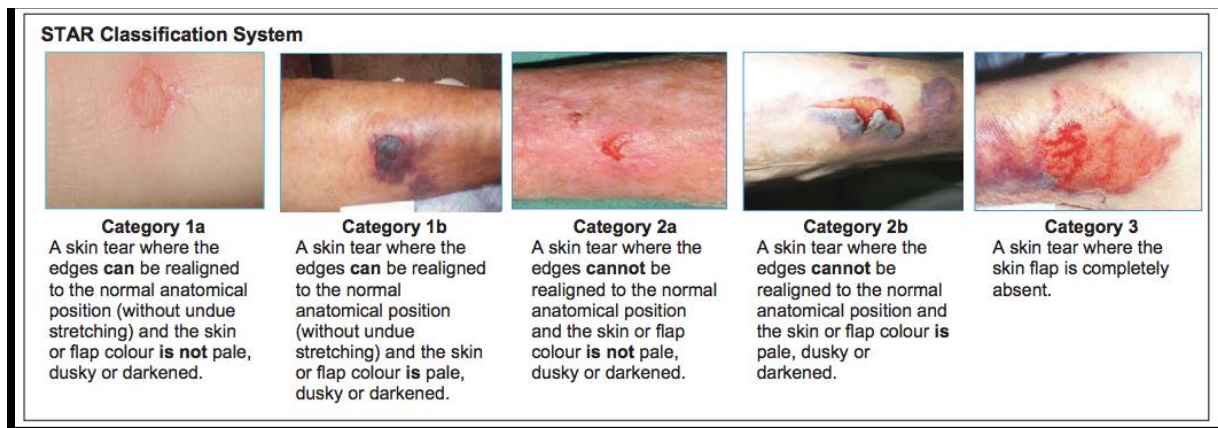 STAR Classification System
Category 1a
A skin tear where the
edges can be realigned
to the normal anatomical
position (without undue
stretching) and the skin
or flap colour is not pale,
dusky or darkened.
Category 1b
A skin tear where the
edges can be realigned
to the normal
anatomical position
(without undue
stretching) and the skin
or flap colour is pale,
dusky or darkened.
Category 2a
A skin tear where the
edges cannot be
realigned to the normal
anatomical position
and the skin or flap
colour is not pale,
dusky or darkened.
Category 2b
A skin tear where the
edges cannot be
realigned to the normal
anatomical position and
the skin or flap colour is
pale, dusky or
darkened.
Category 3
A skin tear where the
skin flap is completely
absent.